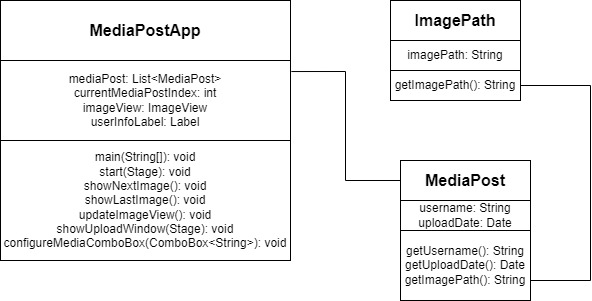 MediaPostApp
mediaPost: List<MediaPost>
currentMediaPostIndex: int
imageView: ImageView
userInfoLabel: Label
main(String[]): void
start(Stage): void
showNextImage(): void
showLastImage(): void
updateImageView(): void
showUploadWindow(Stage): void
configureMediaComboBox(ComboBox<String>): void
ImagePath
imagePath: String
getImagePath(): String
MediaPost
username: String
uploadDate: Date
getUsername(): String
getUploadDate(): Date
getImagePath(): String